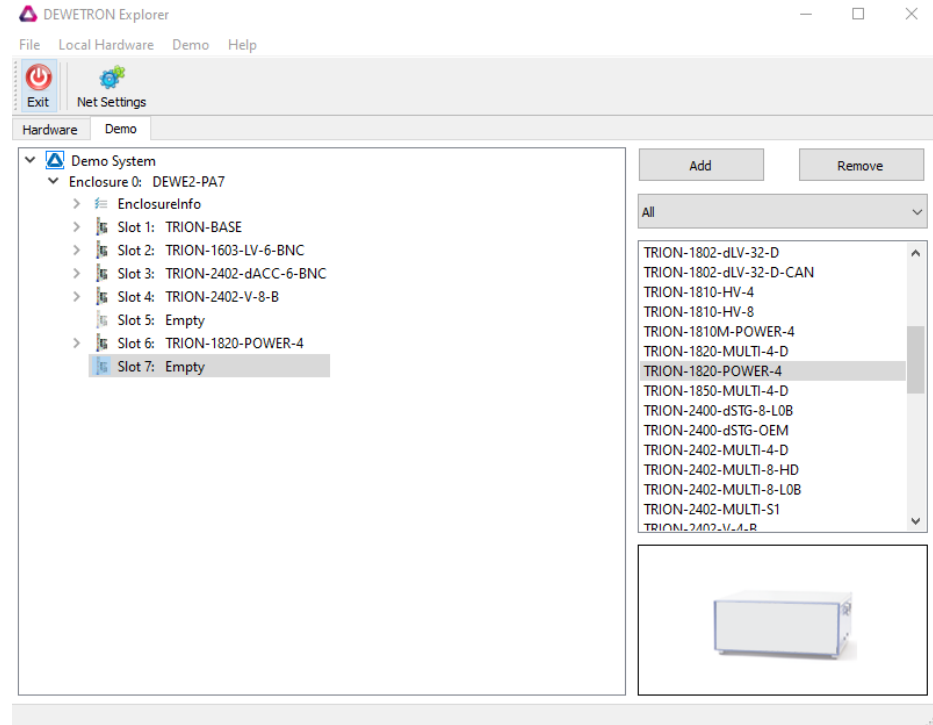 DEWETRON Explorer
File Local Hardware Demo Help
Exit Net Settings
Hardware Demo
Demo System
Enclosure 0: DEWE2-PA7
EnclosureInfo
Slot 1: TRION-BASE
Slot 2: TRION-1603-LV-6-BNC
Slot 3: TRION-2402-dACC-6-BNC
Slot 4: TRION-2402-V-8-B
Slot 5: Empty
Slot 6: TRION-1820-POWER-4
Slot 7: Empty
Add Remove
All
TRION-1802-dLV-32-D
TRION-1802-dLV-32-D-CAN
TRION-1810-HV-4
TRION-1810-HV-8
TRION-1810M-POWER-4
TRION-1820-MULTI-4-D
TRION-1820-POWER-4
TRION-1850-MULTI-4-D
TRION-2400-dSTG-8-L0B
TRION-2400-dSTG-OEM
TRION-2402-MULTI-4-D
TRION-2402-MULTI-8-HD
TRION-2402-MULTI-8-L0B
TRION-2402-MULTI-S1
TRION-2402-V-4-B